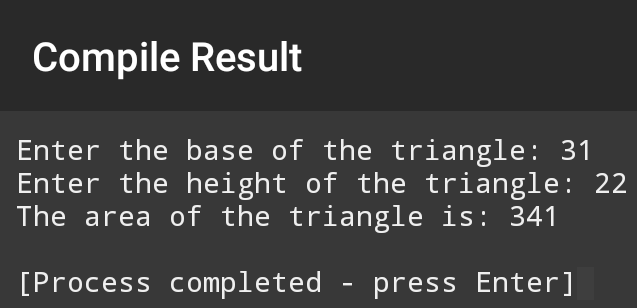 Compile Result
Enter the base of the triangle: 31
Enter the height of the triangle: 22
The area of the triangle is: 341
[Process completed - press Enter]